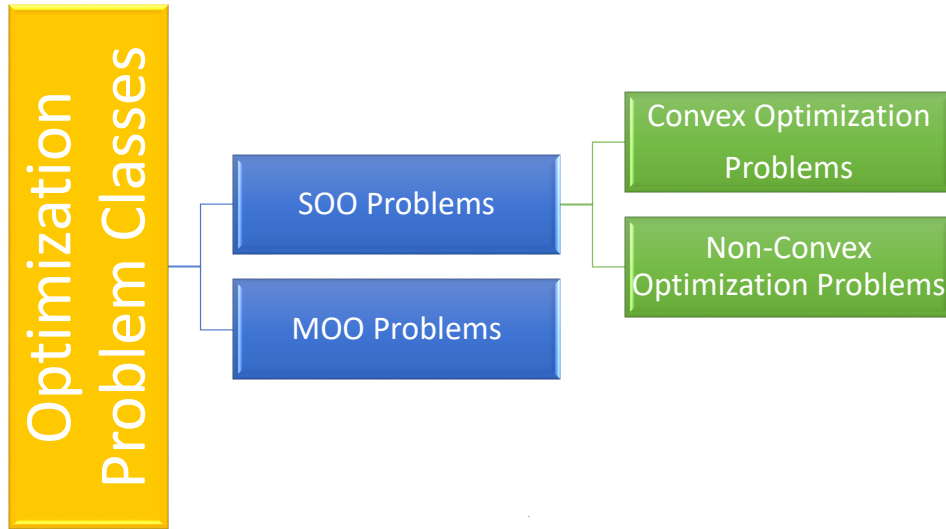 Optimization
Problem Classes
SOO Problems
MOO Problems
Convex Optimization
Problems
Non-Convex
Optimization Problems